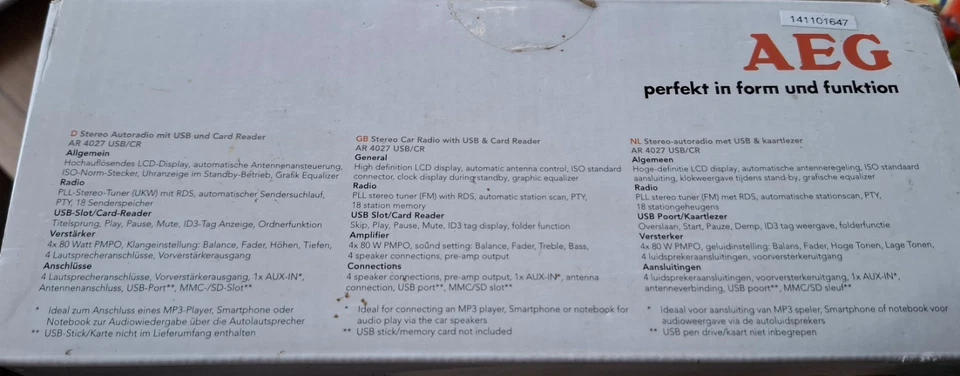 141101647
AEG
perfekt in form und funktion
D Stereo Autoradio mit USB und Card Reader
AR 4027 USB/CR
Allgemein
Hochauflösendes LCD-Display, automatische Antennenansteuerung,
ISO-Norm-Stecker, Uhranzeige im Standby-Betrieb, Grafik Equalizer
Radio
PLL-Stereo-Tuner (UKW) mit RDS, automatischer Sendersuchlauf,
PTY, 18 Senderspeicher
USB-Slot/Card-Reader
Titelsprung, Play, Pause, Mute, ID3-Tag Anzeige, Ordnerfunktion
Verstärker
4x 80 Watt PMPO, Klangeinstellung: Balance, Fader, Höhen, Tiefen,
4 Lautsprecheranschlüsse, Vorverstärkerausgang
Anschlüsse
4 Lautsprecheranschlüsse, Vorverstärkerausgang, 1x AUX-IN*,
Antennenanschluss, USB-Port**, MMC-/SD-Slot**
* Ideal zum Anschluss eines MP3-Player, Smartphone oder
Notebook zur Audiowiedergabe über die Autolautsprecher
** USB-Stick/Karte nicht im Lieferumfang enthalten
GB Stereo Car Radio with USB & Card Reader
AR 4027 USB/CR
General
High definition LCD display, automatic antenna control, ISO standard
connector, clock display during standby, graphic equalizer
Radio
PLL stereo tuner (FM) with RDS, automatic station scan, PTY,
18 station memory
USB Slot/Card Reader
Skip, Play, Pause, Mute, ID3 tag display, folder function
Amplifier
4x 80 W PMPO, sound setting: Balance, Fader, Treble, Bass,
4 speaker connections, pre-amp output
Connections
4 speaker connections, pre-amp output, 1x AUX-IN*, antenna
connection, USB port**, MMC/SD slot**
* Ideal for connecting an MP3 player, Smartphone or notebook for
audio play via the car speakers
** USB stick/memory card not included
NL Stereo-autoradio met USB & kaartlezer
AR 4027 USB/CR
Algemeen
Hoge-definitie LCD display, automatische antenneregeling, ISO standaard
aansluiting, klokweergave tijdens stand-by, grafische equalizer
Radio
PLL stereo tuner (FM) met RDS, automatische stationscan, PTY,
18 stationgeheugens
USB Poort/Kaartlezer
Overslaan, Start, Pauze, Demp, ID3 tag weergave, folderfunctie
Versterker
4x 80 W PMPO, geluidinstelling: Balans, Fader, Hoge Tonen, Lage Tonen,
4 luidsprekeraansluitingen, voorversterkeruitgang
Aansluitingen
4 luidsprekeraansluitingen, voorversterkeruitgang, 1x AUX-IN*,
antenneverbinding, USB poort**, MMC/SD sleuf**
* Ideaal voor aansluiting van MP3 speler, Smartphone of notebook voor
audioweergave via de autoluidsprekers
** USB pen drive/kaart niet inbegrepen